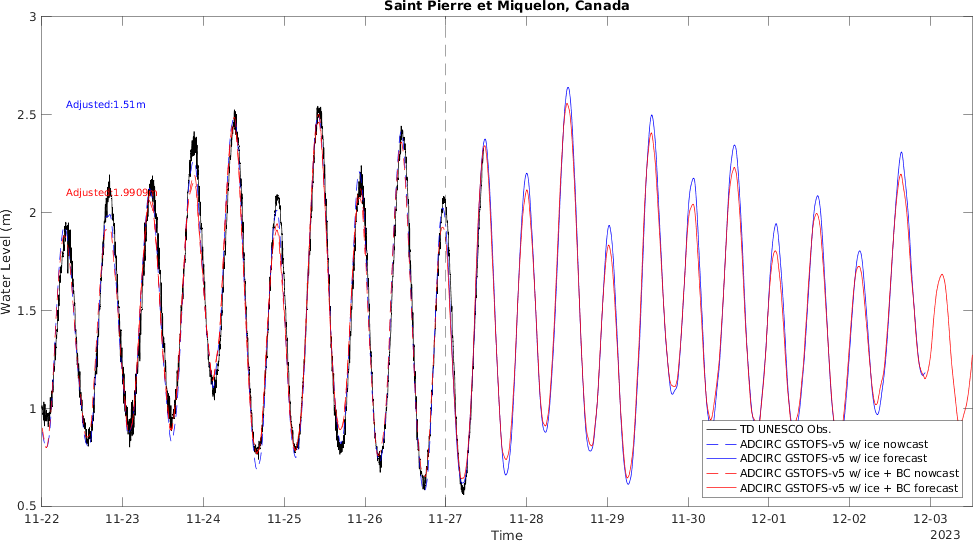 Saint Pierre et Miquelon, Canada
3
2.5
2
1.5
1
0.5
Water Level (m)
Adjusted:1.51m
Adjusted:1.9909m
TD UNESCO Obs.
ADCIRC GSTOFS-v5 w/ ice nowcast
ADCIRC GSTOFS-v5 w/ ice forecast
ADCIRC GSTOFS-v5 w/ ice + BC nowcast
ADCIRC GSTOFS-v5 w/ ice + BC forecast
11-22 11-23 11-24 11-25 11-26 11-27 11-28 11-29 11-30 12-01 12-02 12-03
Time
2023